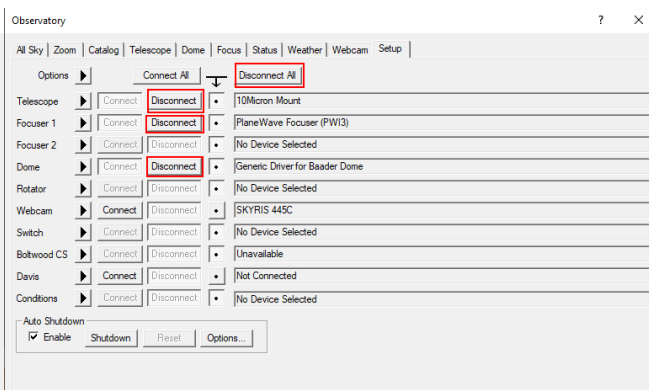 Observatory ? ×
All Sky Zoom Catalog Telescope Dome Focus Status Weather Webcam Setup
Options Connect All Disconnect All
Telescope Connect Disconnect 10Micron Mount
Focuser 1 Connect Disconnect PlaneWave Focuser (PWI3)
Focuser 2 Connect Disconnect No Device Selected
Dome Connect Disconnect Generic Driver for Baader Dome
Rotator Connect Disconnect No Device Selected
Webcam Connect Disconnect SKYRIS 445C
Switch Connect Disconnect No Device Selected
Boltwood CS Connect Disconnect Unavailable
Davis Connect Disconnect Not Connected
Conditions Connect Disconnect No Device Selected
Auto Shutdown
Enable Shutdown Reset Options...